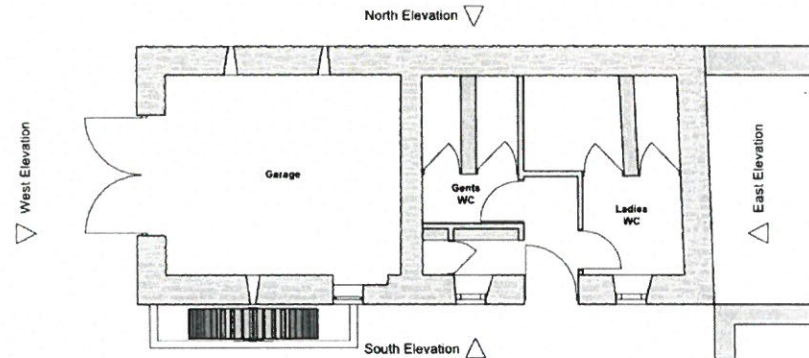 North Elevation
West Elevation
Garage
Gents
WC
Ladies
WC
East Elevation
South Elevation